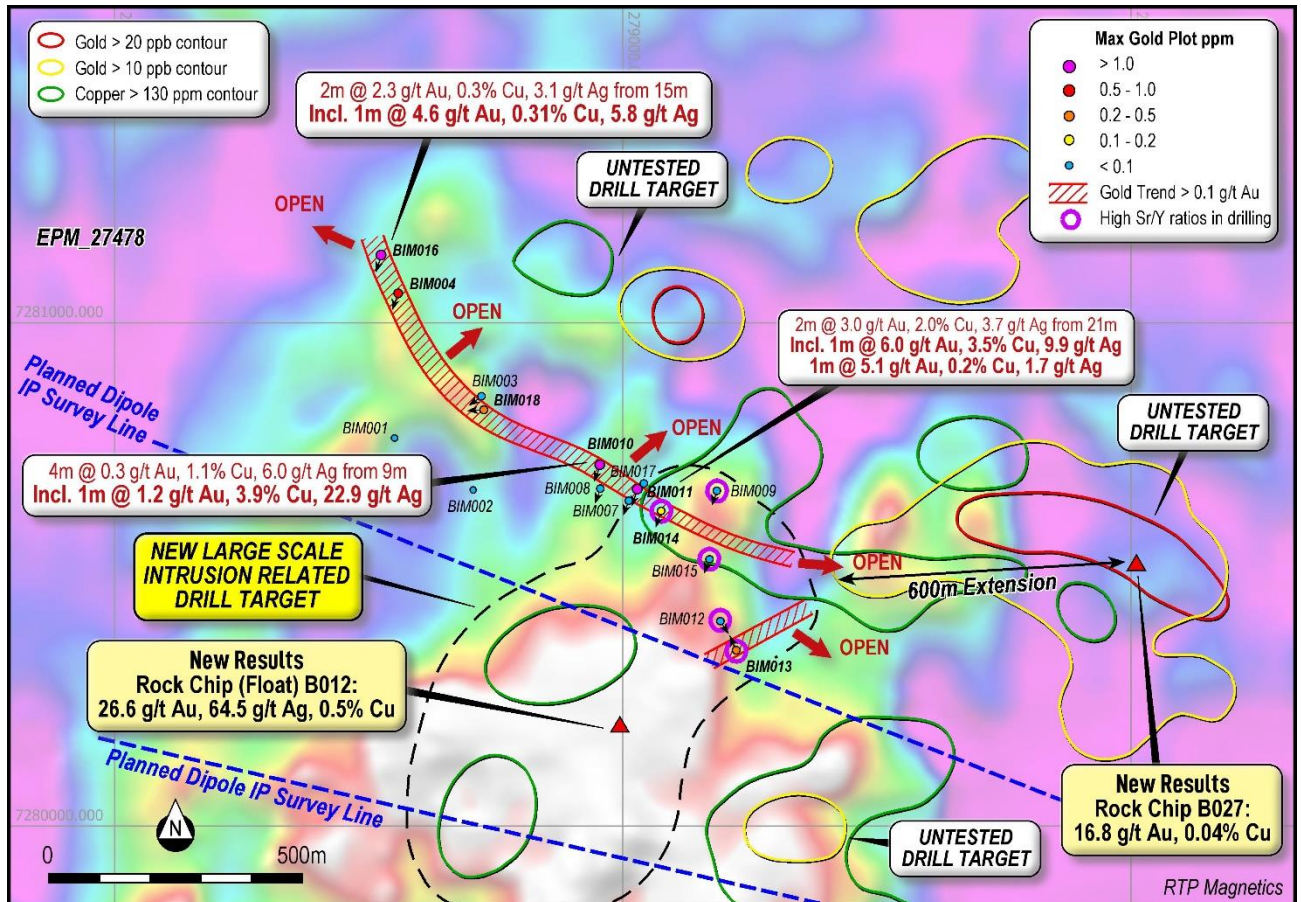 Gold > 20 ppb contour
Gold > 10 ppb contour
Copper > 130 ppm contour
279000.000
Max Gold Plot ppm
> 1.0
0.5 - 1.0
0.2 - 0.5
0.1 - 0.2
< 0.1
Gold Trend > 0.1 g/t Au
High Sr/Y ratios in drilling
2m @ 2.3 g/t Au, 0.3% Cu, 3.1 g/t Ag from 15m
Incl. 1m @ 4.6 g/t Au, 0.31% Cu, 5.8 g/t Ag
UNTESTED
DRILL TARGET
OPEN
EPM_27478
BIM016
BIM004
OPEN
7281000.000
2m @ 3.0 g/t Au, 2.0% Cu, 3.7 g/t Ag from 21m
Incl. 1m @ 6.0 g/t Au, 3.5% Cu, 9.9 g/t Ag
1m @ 5.1 g/t Au, 0.2% Cu, 1.7 g/t Ag
Planned Dipole
IP Survey Line
BIM003
BIM018
UNTESTED
DRILL TARGET
BIM001
BIM010
OPEN
4m @ 0.3 g/t Au, 1.1% Cu, 6.0 g/t Ag from 9m
Incl. 1m @ 1.2 g/t Au, 3.9% Cu, 22.9 g/t Ag
BIM017
BIM008
BIM011
BIM009
BIM002
BIM007
BIM014
NEW LARGE SCALE
INTRUSION RELATED
DRILL TARGET
BIM015
OPEN
600m Extension
BIM012
BIM013
OPEN
New Results
Rock Chip (Float) B012:
26.6 g/t Au, 64.5 g/t Ag, 0.5% Cu
Planned Dipole IP Survey Line
New Results
Rock Chip B027:
16.8 g/t Au, 0.04% Cu
7280000.000
UNTESTED
DRILL TARGET
N
0
500m
RTP Magnetics